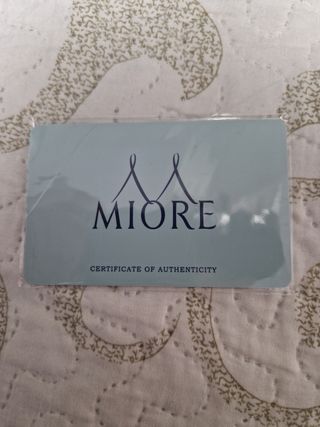 MIORE
CERTIFICATE OF AUTHENTICITY